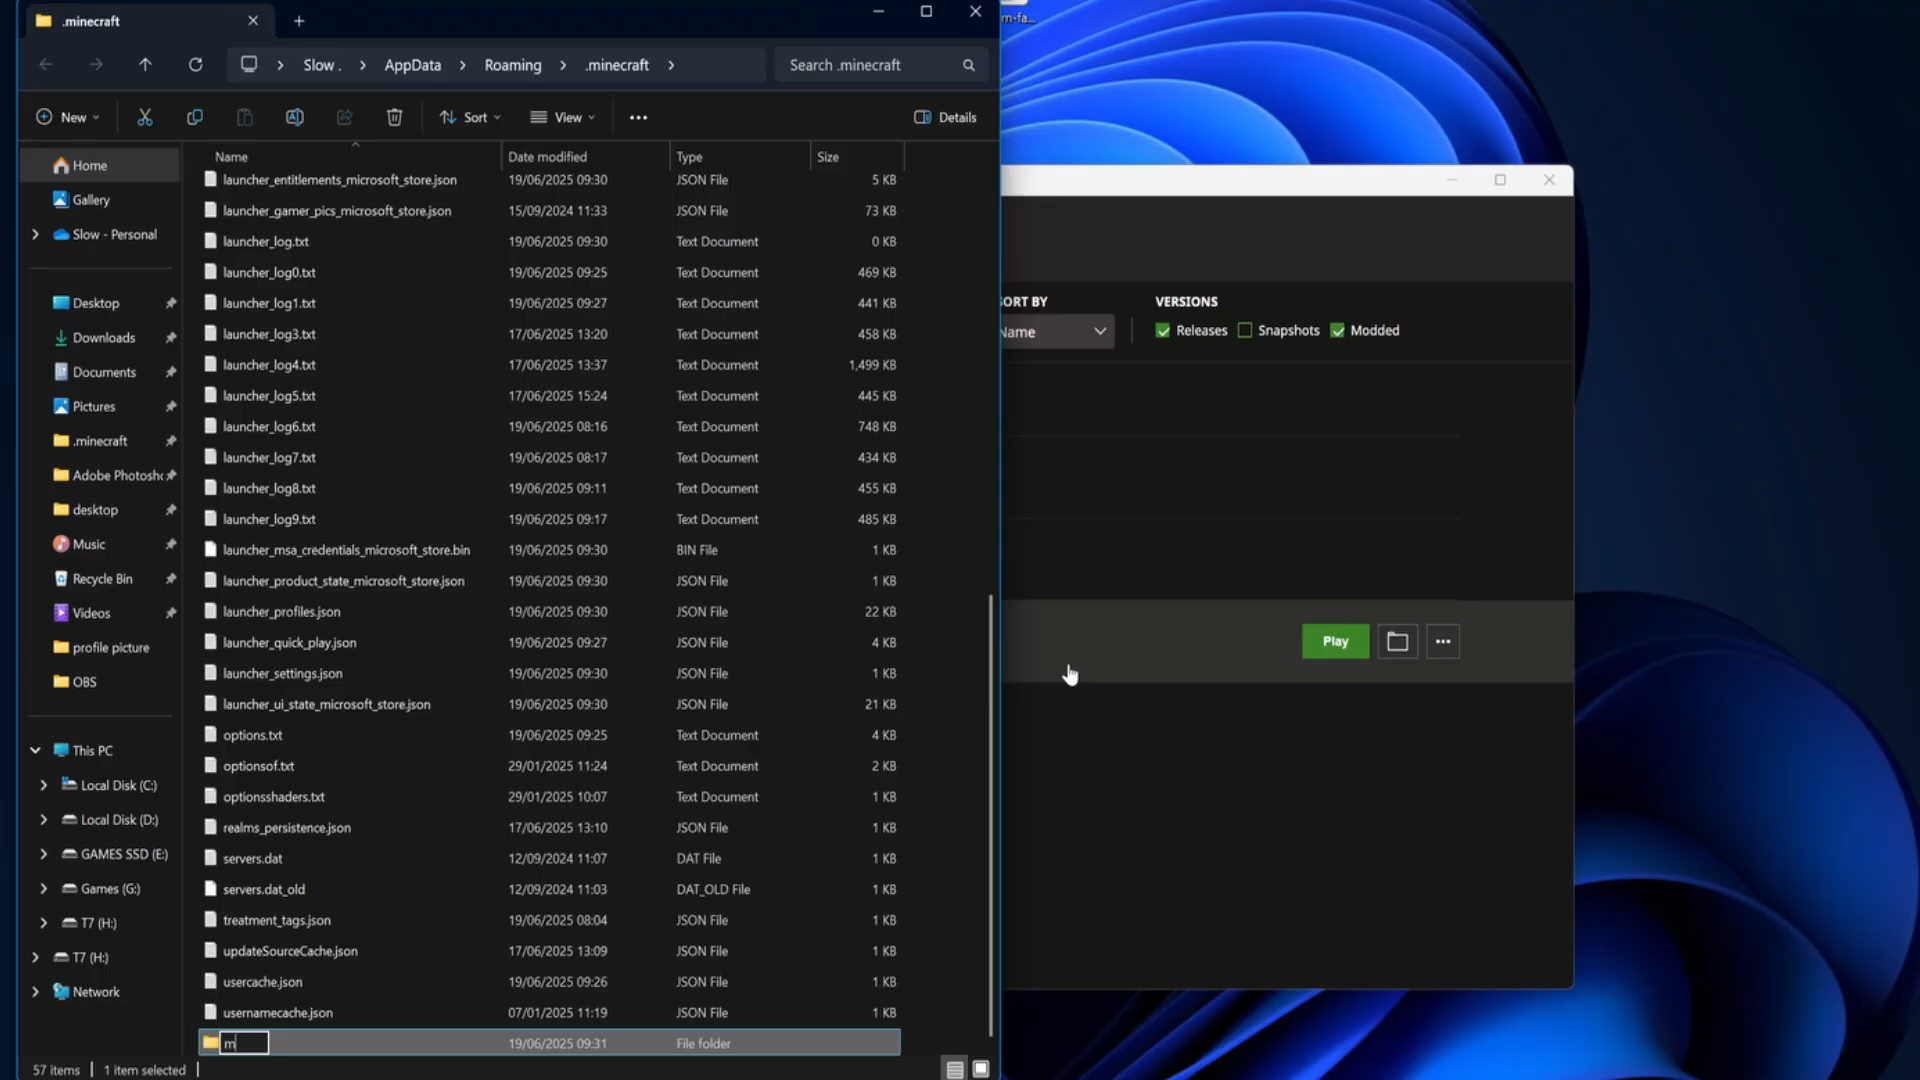 .minecraft
m-fa...
Slow .
AppData
Roaming
.minecraft
Search .minecraft
New
Sort
View
Details
Name
Date modified
Type
Size
Home
Gallery
Slow - Personal
Desktop
Downloads
Documents
Pictures
.minecraft
Adobe Photosho
desktop
Music
Recycle Bin
Videos
profile picture
OBS
This PC
Local Disk (C:)
Local Disk (D:)
GAMES SSD (E:)
Games (G:)
T7 (H:)
T7 (H:)
Network
launcher_entitlements_microsoft_store.json 19/06/2025 09:30 JSON File 5 KB
launcher_gamer_pics_microsoft_store.json 15/09/2024 11:33 JSON File 73 KB
launcher_log.txt 19/06/2025 09:30 Text Document 0 KB
launcher_log0.txt 19/06/2025 09:25 Text Document 469 KB
launcher_log1.txt 19/06/2025 09:27 Text Document 441 KB
launcher_log3.txt 17/06/2025 13:20 Text Document 458 KB
launcher_log4.txt 17/06/2025 13:37 Text Document 1,499 KB
launcher_log5.txt 17/06/2025 15:24 Text Document 445 KB
launcher_log6.txt 19/06/2025 08:16 Text Document 748 KB
launcher_log7.txt 19/06/2025 08:17 Text Document 434 KB
launcher_log8.txt 19/06/2025 09:11 Text Document 455 KB
launcher_log9.txt 19/06/2025 09:17 Text Document 485 KB
launcher_msa_credentials_microsoft_store.bin 19/06/2025 09:30 BIN File 1 KB
launcher_product_state_microsoft_store.json 19/06/2025 09:30 JSON File 1 KB
launcher_profiles.json 19/06/2025 09:30 JSON File 22 KB
launcher_quick_play.json 19/06/2025 09:27 JSON File 4 KB
launcher_settings.json 19/06/2025 09:30 JSON File 1 KB
launcher_ui_state_microsoft_store.json 19/06/2025 09:30 JSON File 21 KB
options.txt 19/06/2025 09:25 Text Document 4 KB
optionsof.txt 29/01/2025 11:24 Text Document 2 KB
optionsshaders.txt 29/01/2025 10:07 Text Document 1 KB
realms_persistence.json 17/06/2025 13:10 JSON File 1 KB
servers.dat 12/09/2024 11:07 DAT File 1 KB
servers.dat_old 12/09/2024 11:03 DAT_OLD File 1 KB
treatment_tags.json 19/06/2025 08:04 JSON File 1 KB
updateSourceCache.json 17/06/2025 13:09 JSON File 1 KB
usercache.json 19/06/2025 09:26 JSON File 1 KB
usernamecache.json 07/01/2025 11:19 JSON File 1 KB
m 19/06/2025 09:31 File folder
57 items
1 item selected
SORT BY
Name
VERSIONS
Releases
Snapshots
Modded
Play